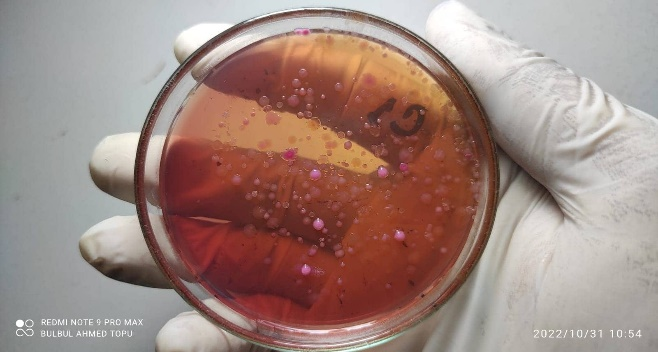 REDMI NOTE 9 PRO MAX
BULBUL AHMED TOPU
2022/10/31 10:54